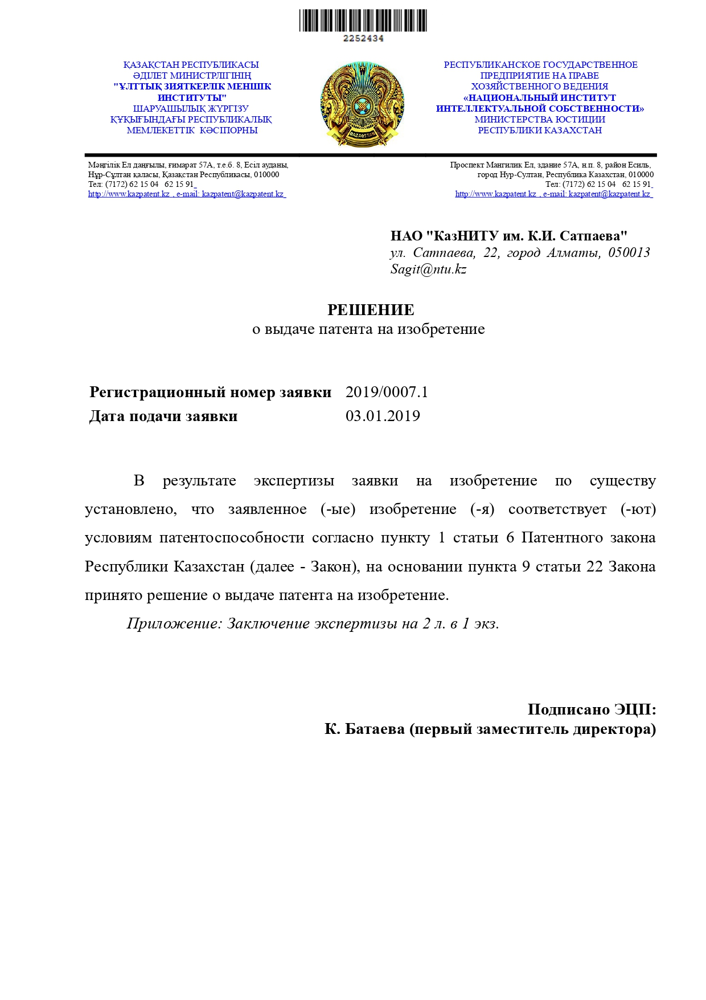 2252434
ҚАЗАҚСТАН РЕСПУБЛИКАСЫ
ӘДІЛЕТ МИНИСТРЛІГІНІҢ
"ҰЛТТЫҚ ЗИЯТКЕРЛІК МЕНШІК
ИНСТИТУТЫ"
ШАРУАШЫЛЫҚ ЖҮРГІЗУ
ҚҰҚЫҒЫНДАҒЫ РЕСПУБЛИКАЛЫҚ
МЕМЛЕКЕТТІК КӘСІПОРНЫ
QAZAQSTAN
РЕСПУБЛИКАНСКОЕ ГОСУДАРСТВЕННОЕ
ПРЕДПРИЯТИЕ НА ПРАВЕ
ХОЗЯЙСТВЕННОГО ВЕДЕНИЯ
«НАЦИОНАЛЬНЫЙ ИНСТИТУТ
ИНТЕЛЛЕКТУАЛЬНОЙ СОБСТВЕННОСТИ»
МИНИСТЕРСТВА ЮСТИЦИИ
РЕСПУБЛИКИ КАЗАХСТАН
Мәңгілік Ел даңғылы, ғимарат 57А, т.е.б. 8, Есіл ауданы,
Нұр-Сұлтан қаласы, Қазақстан Республикасы, 010000
Тел: (7172) 62 15 04 62 15 91
http://www.kazpatent.kz , e-mail: kazpatent@kazpatent.kz
Проспект Мангилик Ел, здание 57А, н.п. 8, район Есиль,
город Нур-Султан, Республика Казахстан, 010000
Тел: (7172) 62 15 04 62 15 91
http://www.kazpatent.kz , e-mail: kazpatent@kazpatent.kz
НАО "КазНИТУ им. К.И. Сатпаева"
ул. Сатпаева, 22, город Алматы, 050013
Sagit@ntu.kz
РЕШЕНИЕ
о выдаче патента на изобретение
Регистрационный номер заявки 2019/0007.1
Дата подачи заявки 03.01.2019
В результате экспертизы заявки на изобретение по существу
установлено, что заявленное (-ые) изобретение (-я) соответствует (-ют)
условиям патентоспособности согласно пункту 1 статьи 6 Патентного закона
Республики Казахстан (далее - Закон), на основании пункта 9 статьи 22 Закона
принято решение о выдаче патента на изобретение.
Приложение: Заключение экспертизы на 2 л. в 1 экз.
Подписано ЭЦП:
К. Батаева (первый заместитель директора)